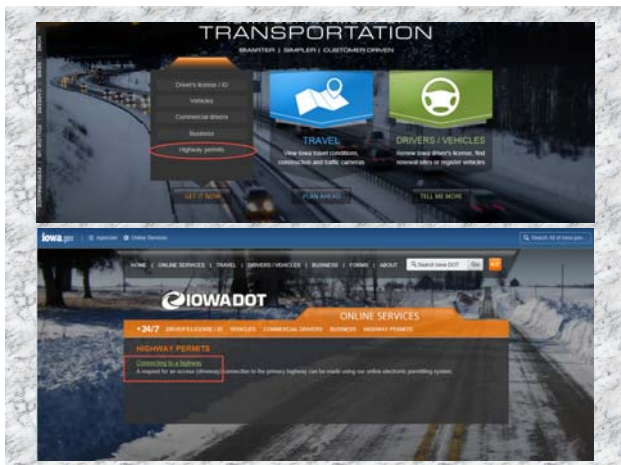 TRANSPORTATION
SMARTER | SIMPLER | CUSTOMER DRIVEN
Driver's license / ID
Vehicles
Commercial drivers
Business
Highway permits
GET IT NOW
TRAVEL
View Iowa travel conditions,
construction and traffic cameras
PLAN AHEAD
DRIVERS / VEHICLES
Renew Iowa driver's license, find
renewal sites or register vehicles
TELL ME MORE
iowa.gov Agencies Online Services Search All of Iowa.gov...
HOME | ONLINE SERVICES | TRAVEL | DRIVERS / VEHICLES | BUSINESS | FORMS | ABOUT Search Iowa DOT Go A-Z
IOWADOT
ONLINE SERVICES
24/7 DRIVER'S LICENSE / ID VEHICLES COMMERCIAL DRIVERS BUSINESS HIGHWAY PERMITS
HIGHWAY PERMITS
Connecting to a highway
A request for an access (driveway) connection to the primary highway can be made using our online electronic permitting system.